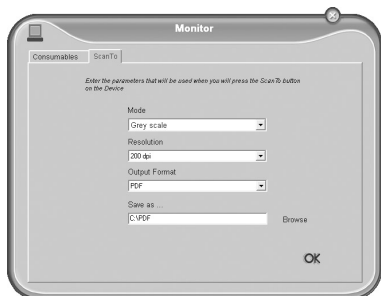 Monitor
Consumables ScanTo
Enter the parameters that will be used when you will press the ScanTo button
on the Device
Mode
Grey scale
Resolution
200 dpi
Output Format
PDF
Save as ...
C:\PDF
Browse
OK